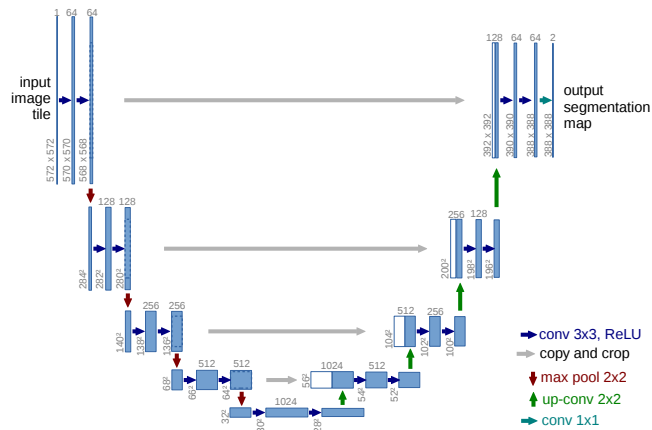 1 64 64
128 64 64 2
input
image
tile
output
segmentation
map
572 x 572
570 x 570
568 x 568
392 x 392
390 x 390
388 x 388
388 x 388
128 128
256 128
284²
282²
280²
200²
198²
196²
256 256
512 256
140²
138²
136²
104²
102²
100²
512 512
1024 512
68²
66²
64²
56²
54²
52²
1024
32²
30²
28²
conv 3x3, ReLU
copy and crop
max pool 2x2
up-conv 2x2
conv 1x1